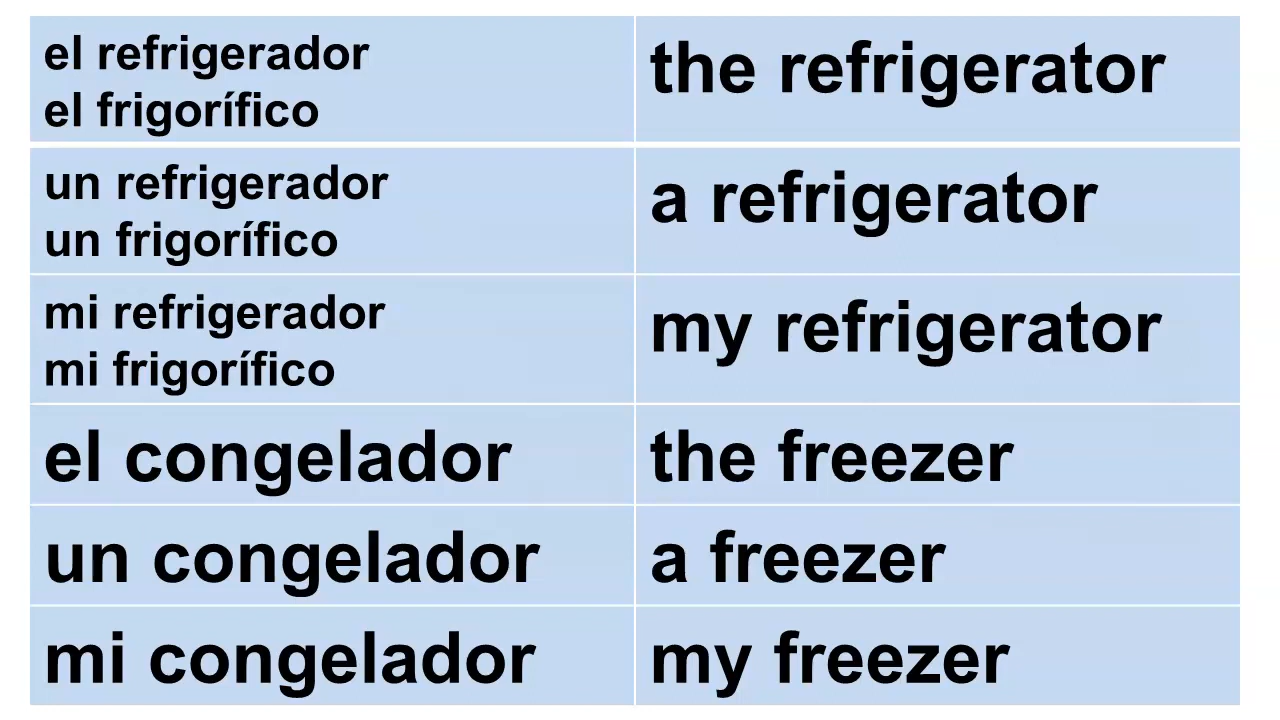 el refrigerador
el frigorífico
the refrigerator
un refrigerador
un frigorífico
a refrigerator
mi refrigerador
mi frigorífico
my refrigerator
el congelador
the freezer
un congelador
a freezer
mi congelador
my freezer